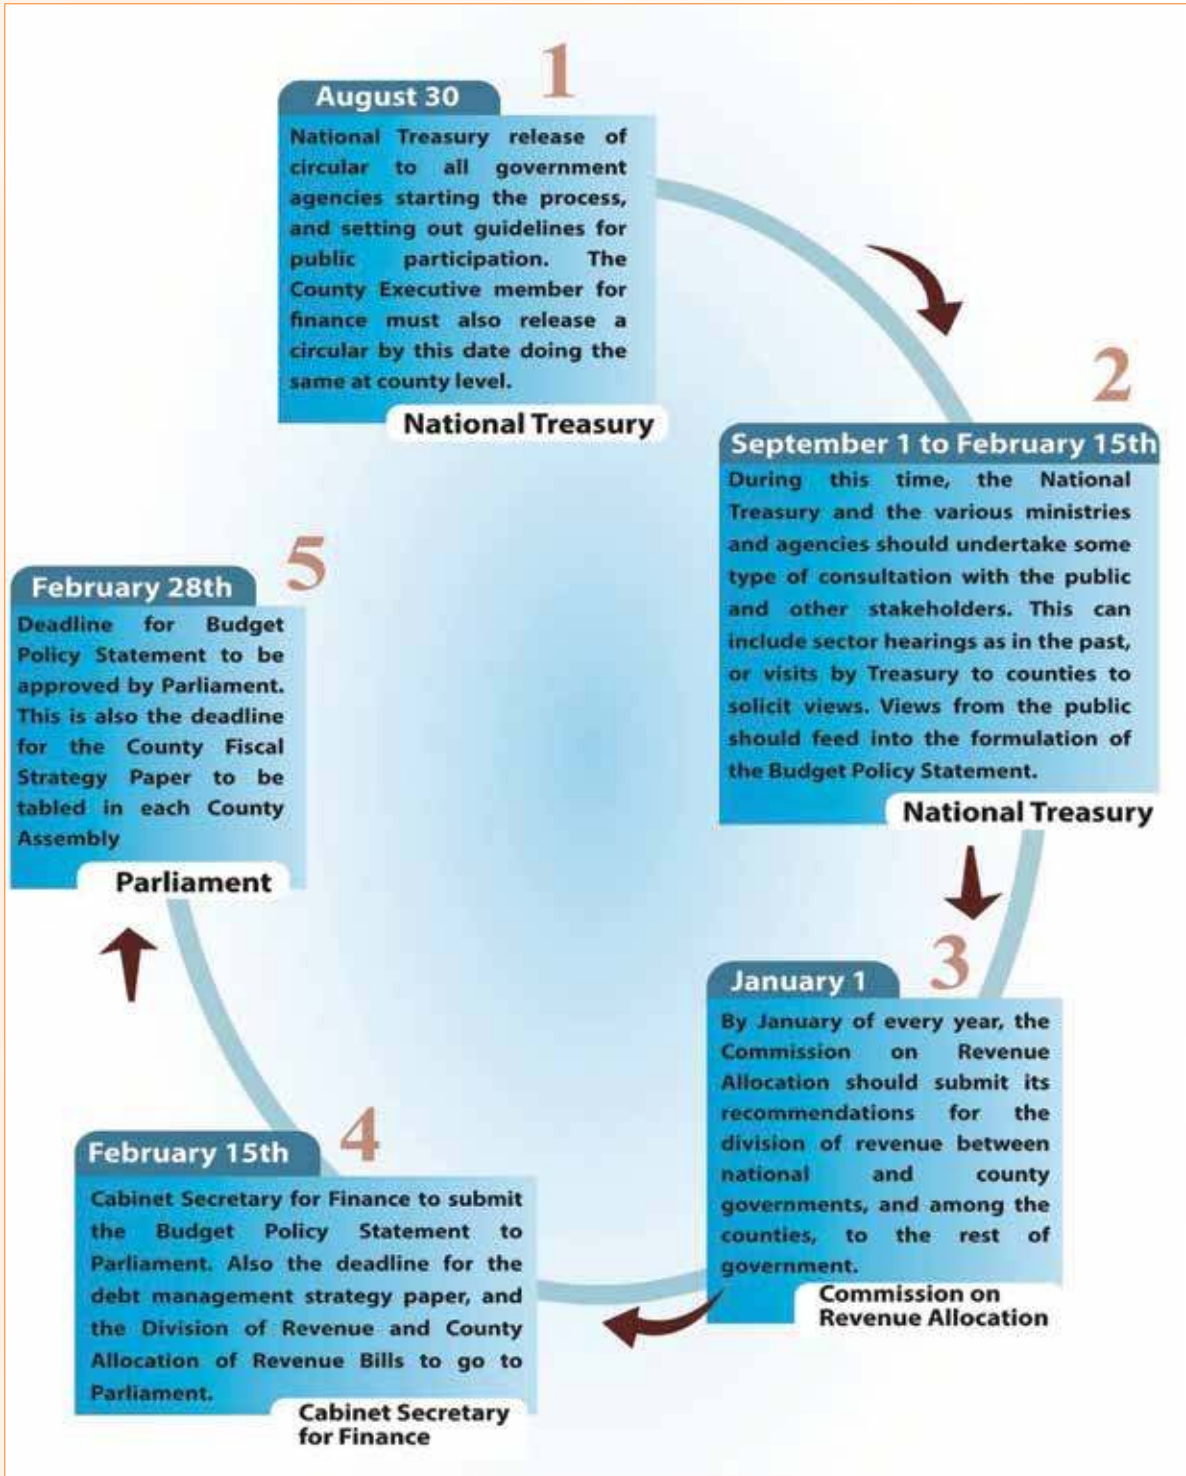 1
August 30
National Treasury release of
circular to all government
agencies starting the process,
and setting out guidelines for
public participation. The
County Executive member for
finance must also release a
circular by this date doing the
same at county level.
National Treasury
2
September 1 to February 15th
During this time, the National
Treasury and the various ministries
and agencies should undertake some
type of consultation with the public
and other stakeholders. This can
include sector hearings as in the past,
or visits by Treasury to counties to
solicit views. Views from the public
should feed into the formulation of
the Budget Policy Statement.
National Treasury
3
January 1
By January of every year, the
Commission on Revenue
Allocation should submit its
recommendations for the
division of revenue between
national and county
governments, and among the
counties, to the rest of
government.
Commission on
Revenue Allocation
4
February 15th
Cabinet Secretary for Finance to submit
the Budget Policy Statement to
Parliament. Also the deadline for the
debt management strategy paper, and
the Division of Revenue and County
Allocation of Revenue Bills to go to
Parliament.
Cabinet Secretary
for Finance
5
February 28th
Deadline for Budget
Policy Statement to be
approved by Parliament.
This is also the deadline
for the County Fiscal
Strategy Paper to be
tabled in each County
Assembly
Parliament